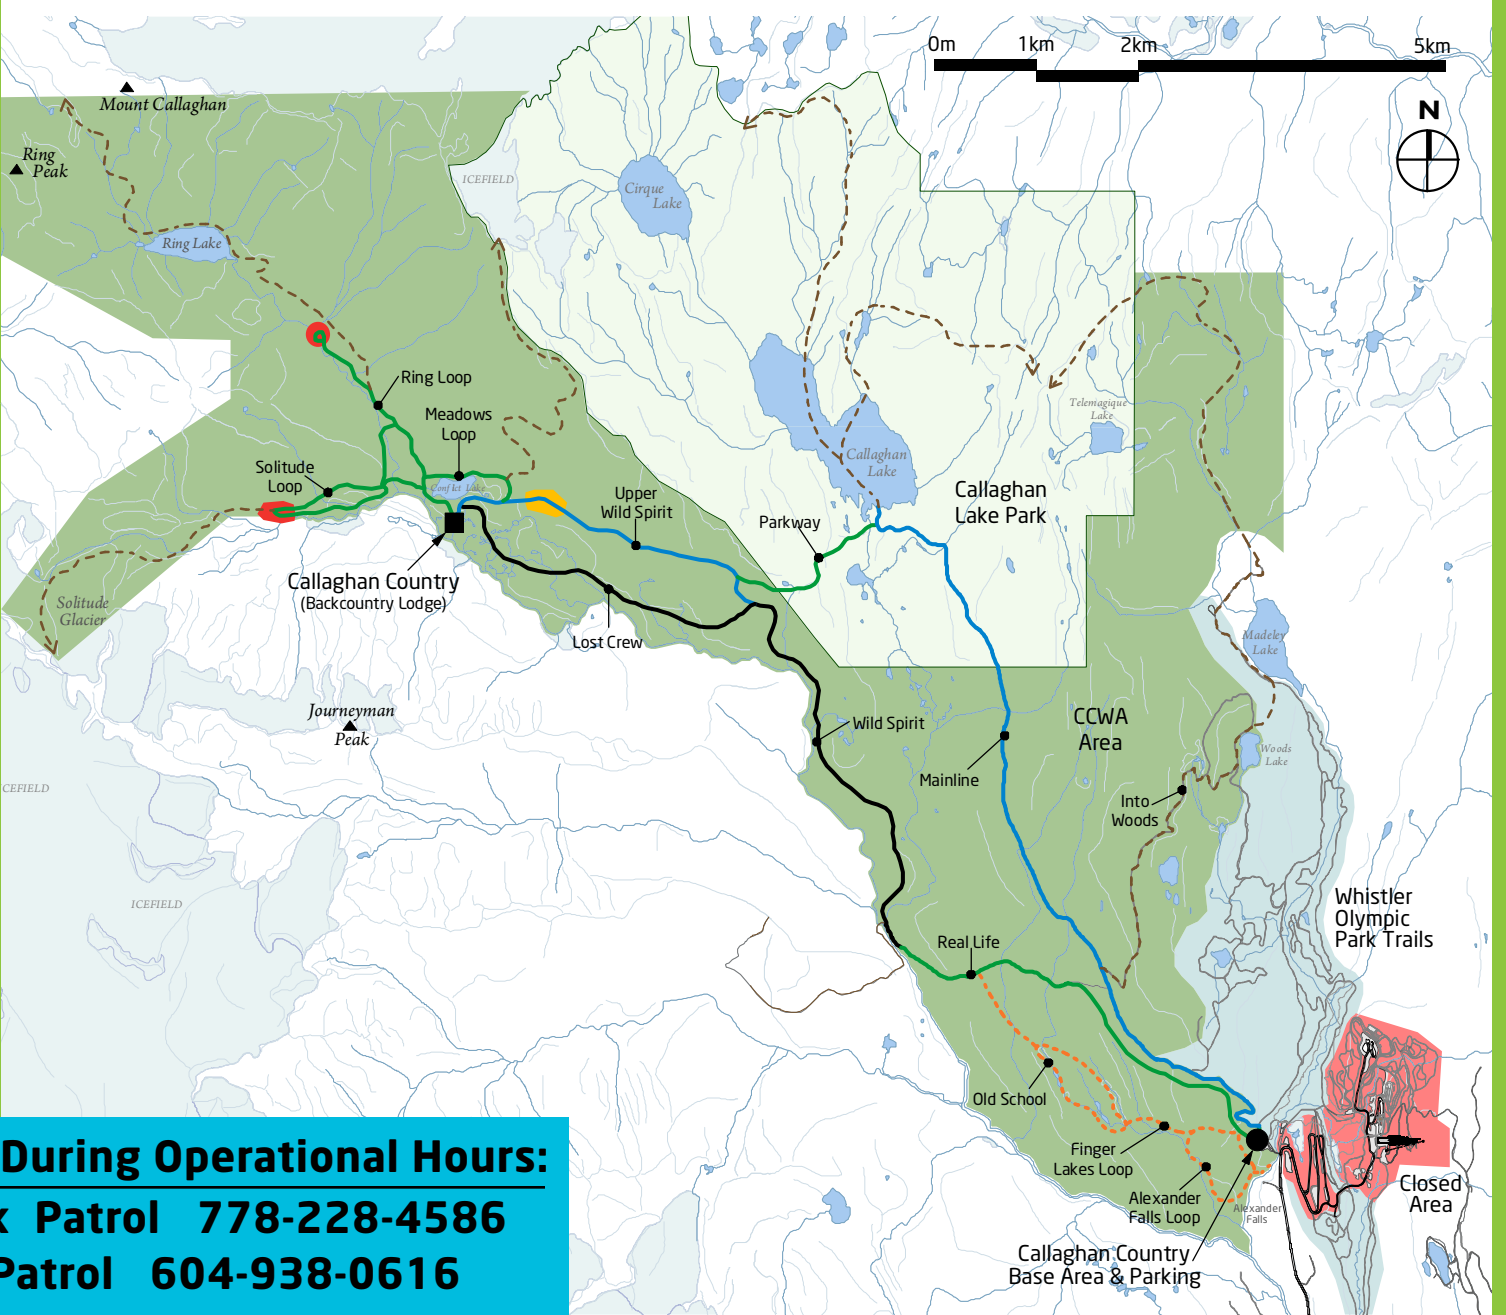 0m 1km 2km 5km
N
Mount Callaghan
Ring
Peak
ICEFIELD
Cirque
Lake
Ring Lake
Ring Loop
Meadows
Loop
Telemagique
Lake
Solitude
Loop
Callaghan
Lake
Upper
Wild Spirit
Callaghan
Lake Park
Parkway
Callaghan Country
(Backcountry Lodge)
Solitude
Glacier
Lost Crew
Madeley
Lake
Journeyman
Peak
Wild Spirit
CCWA
Area
Mainline
Woods
Lake
CEFIELD
Into
Woods
ICEFIELD
Whistler
Olympic
Park Trails
Real Life
Old School
Finger
Lakes Loop
Alexander
Falls Loop
Alexander
Falls
Closed
Area
Callaghan Country
Base Area & Parking
During Operational Hours:
Patrol 778-228-4586
Patrol 604-938-0616